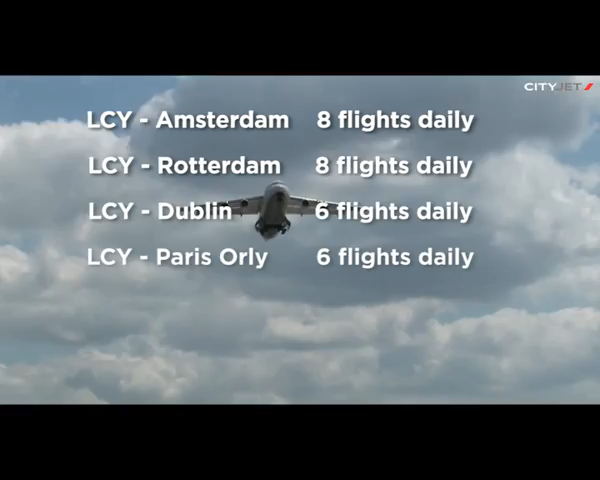 CITYJET
LCY - Amsterdam 8 flights daily
LCY - Rotterdam 8 flights daily
LCY - Dublin 6 flights daily
LCY - Paris Orly 6 flights daily